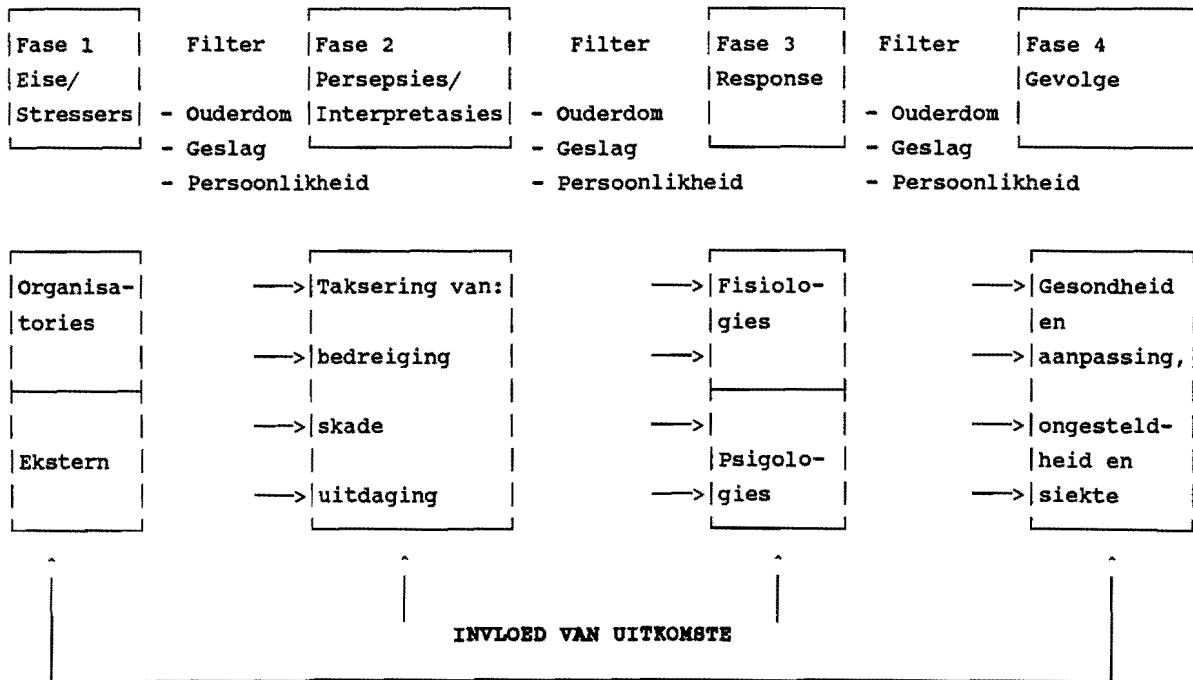 Fase 1 Filter Fase 2 Filter Fase 3 Filter Fase 4
Eise/ Persepsies/ Response Gevolge
Stressers - Ouderdom Interpretasies - Ouderdom - Ouderdom
- Geslag - Geslag - Geslag
- Persoonlikheid - Persoonlikheid - Persoonlikheid
Organisa- Taksering van: Fisiolo- Gesondheid
tories gies en
bedreiging aanpassing,
skade ongesteld-
Ekstern Psigolo- heid en
uitdaging gies siekte
INVLOED VAN UITKOMSTE